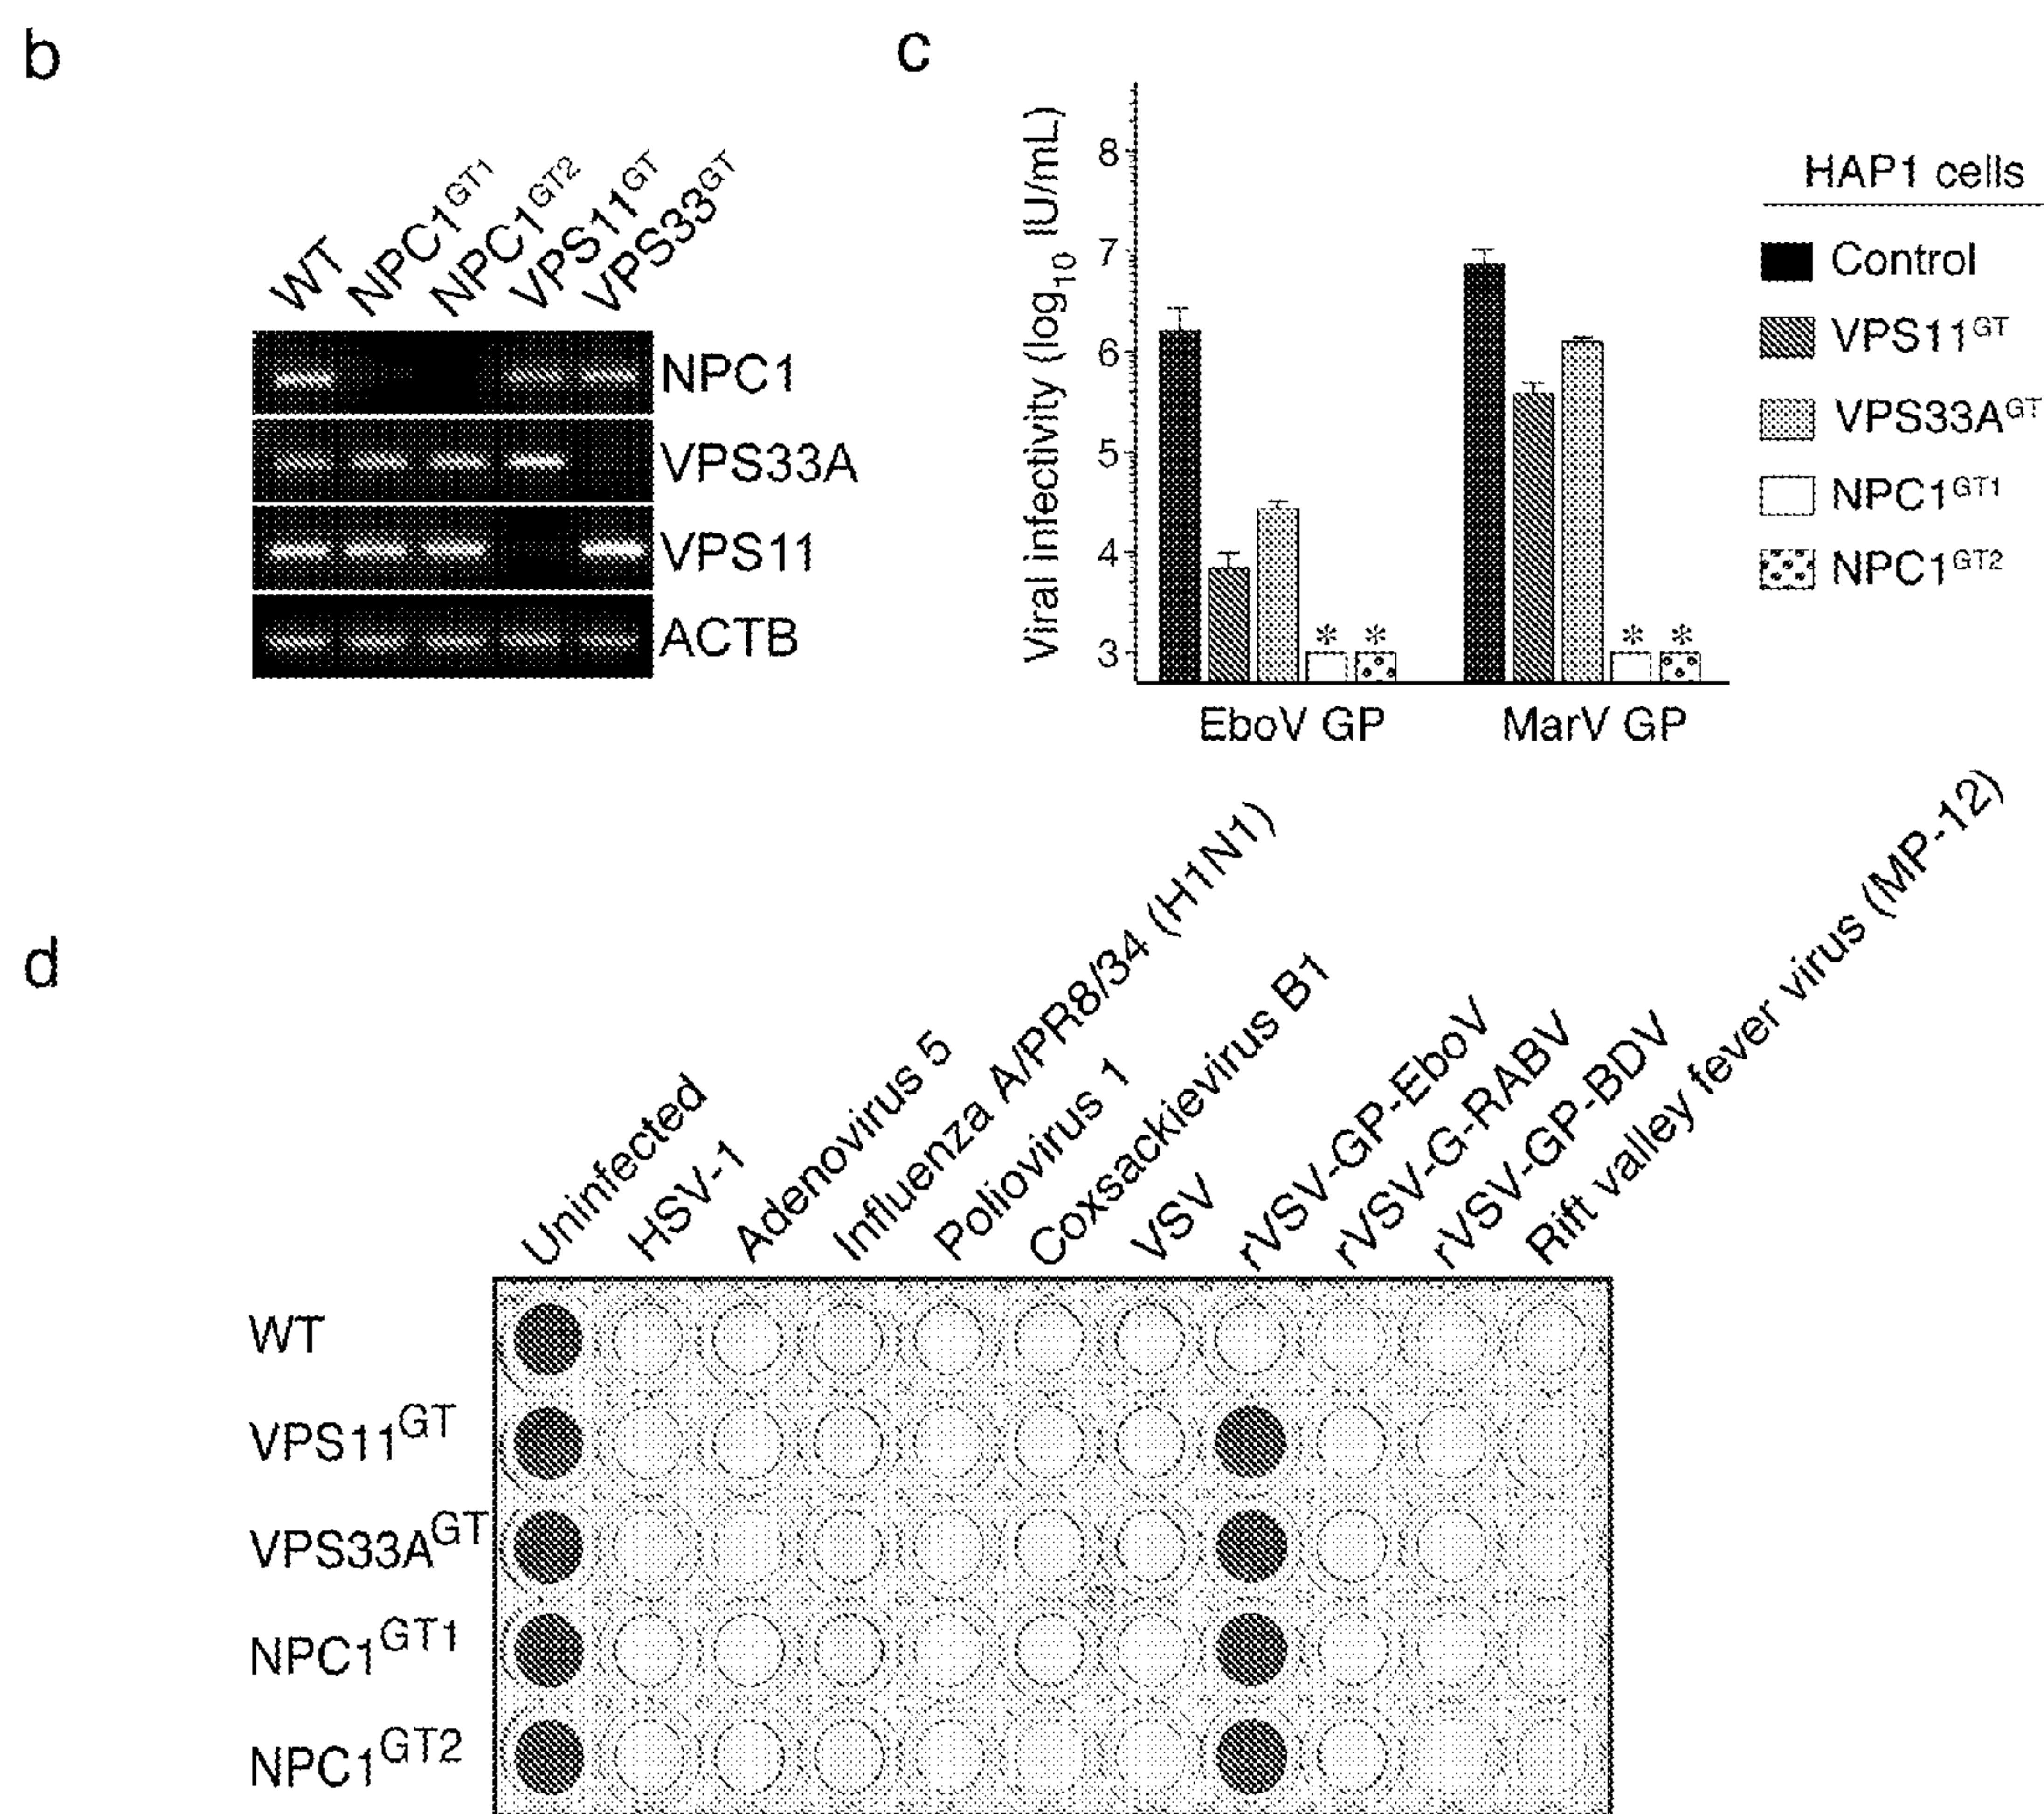 b
WT
NPC1GT1
NPC1GT2
VPS11GT
VPS33GT
NPC1
VPS33A
VPS11
ACTB
c
Viral infectivity (log10 IU/mL)
8
7
6
5
4
3
* *
* *
EboV GP
MarV GP
HAP1 cells
Control
VPS11GT
VPS33AGT
NPC1GT1
NPC1GT2
d
Uninfected
HSV-1
Adenovirus 5
Influenza A/PR8/34 (H1N1)
Poliovirus 1
Coxsackievirus B1
VSV
rVSV-GP-EboV
rVSV-G-RABV
rVSV-GP-BDV
Rift valley fever virus (MP-12)
WT
VPS11GT
VPS33AGT
NPC1GT1
NPC1GT2